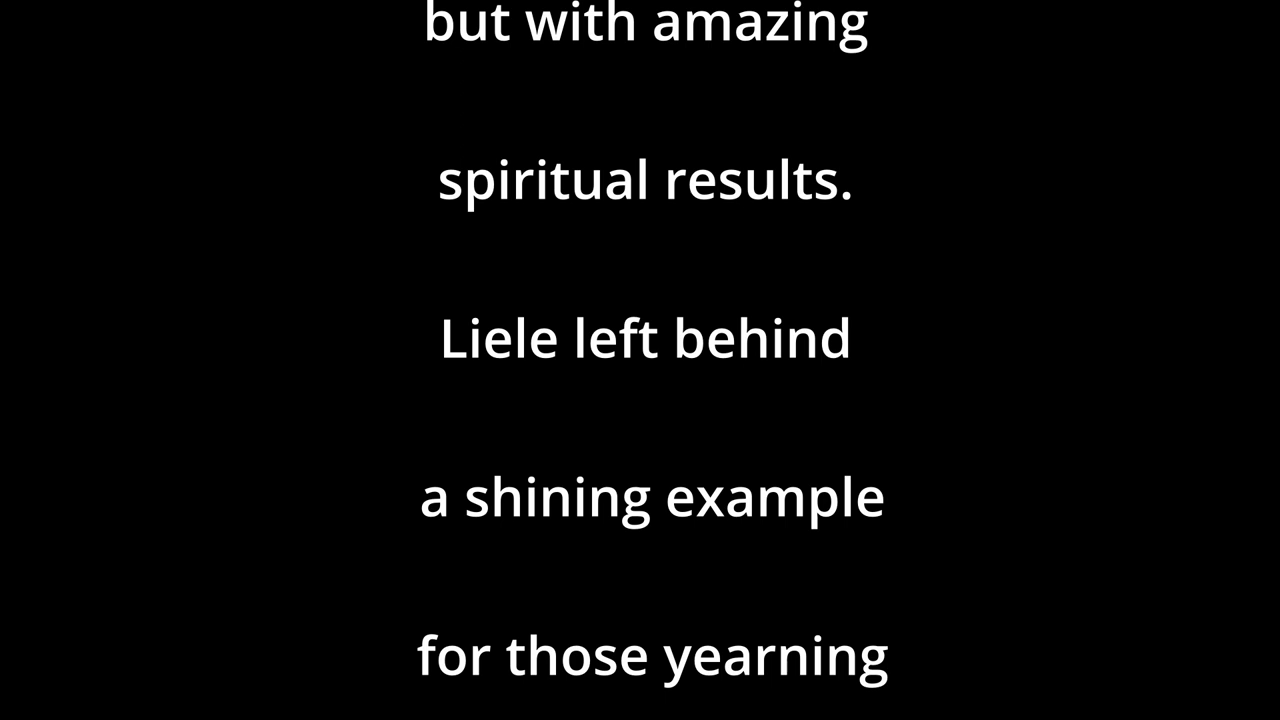 but with amazing
spiritual results.
Liele left behind
a shining example
for those yearning